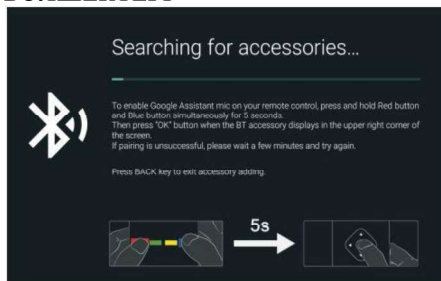 Searching for accessories...
To enable Google Assistant mic on your remote control, press and hold Red button
and Blue button simultaneously for 5 seconds.
Then press "OK" button when the BT accessory displays in the upper right corner of
the screen.
If pairing is unsuccessful, please wait a few minutes and try again.
Press BACK key to exit accessory adding.
5s